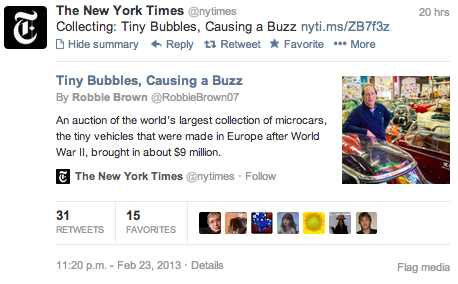 The New York Times @nytimes 20 hrs
Collecting: Tiny Bubbles, Causing a Buzz nyti.ms/ZB7f3z
Hide summary Reply Retweet Favorite More
Tiny Bubbles, Causing a Buzz
By Robbie Brown @RobbieBrown07
An auction of the world's largest collection of microcars,
the tiny vehicles that were made in Europe after World
War II, brought in about $9 million.
The New York Times @nytimes · Follow
31 15
RETWEETS FAVORITES
11:20 p.m. - Feb 23, 2013 · Details
Flag media